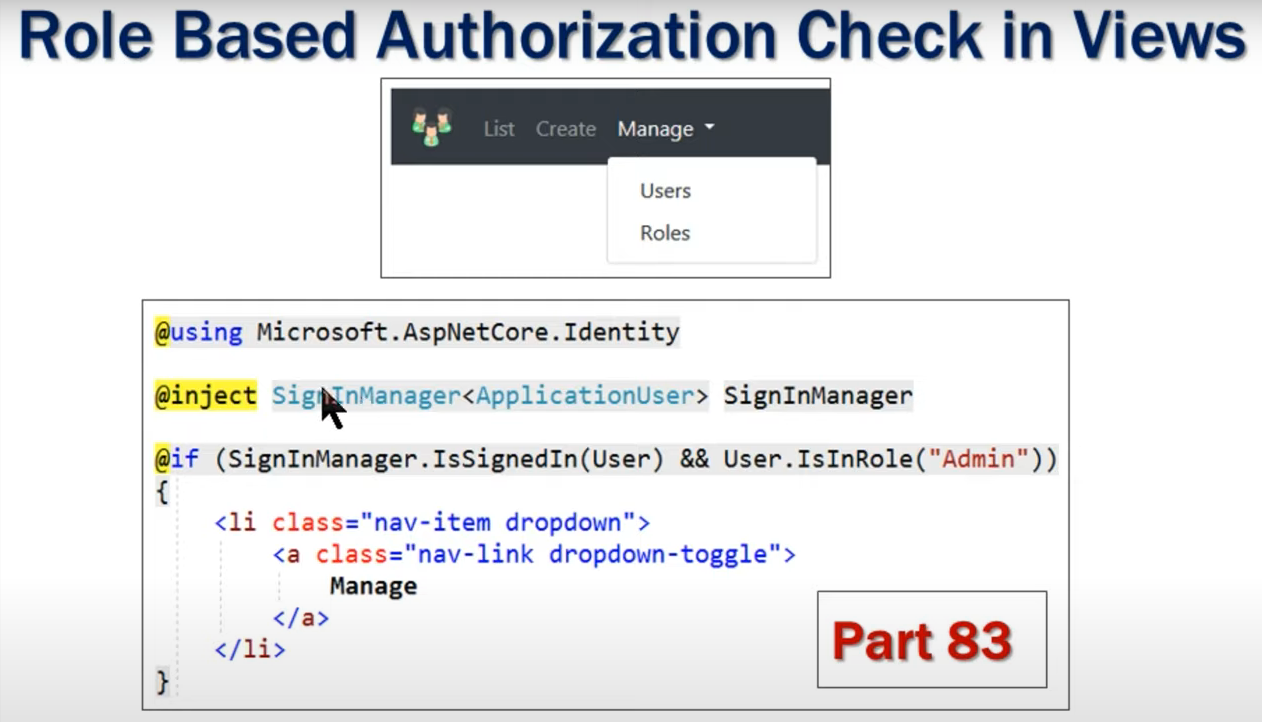 Role Based Authorization Check in Views
List Create Manage
Users
Roles
@using Microsoft.AspNetCore.Identity
@inject SignInManager<ApplicationUser> SignInManager
@if (SignInManager.IsSignedIn(User) && User.IsInRole("Admin"))
{
<li class="nav-item dropdown">
<a class="nav-link dropdown-toggle">
Manage
</a>
</li>
}
Part 83